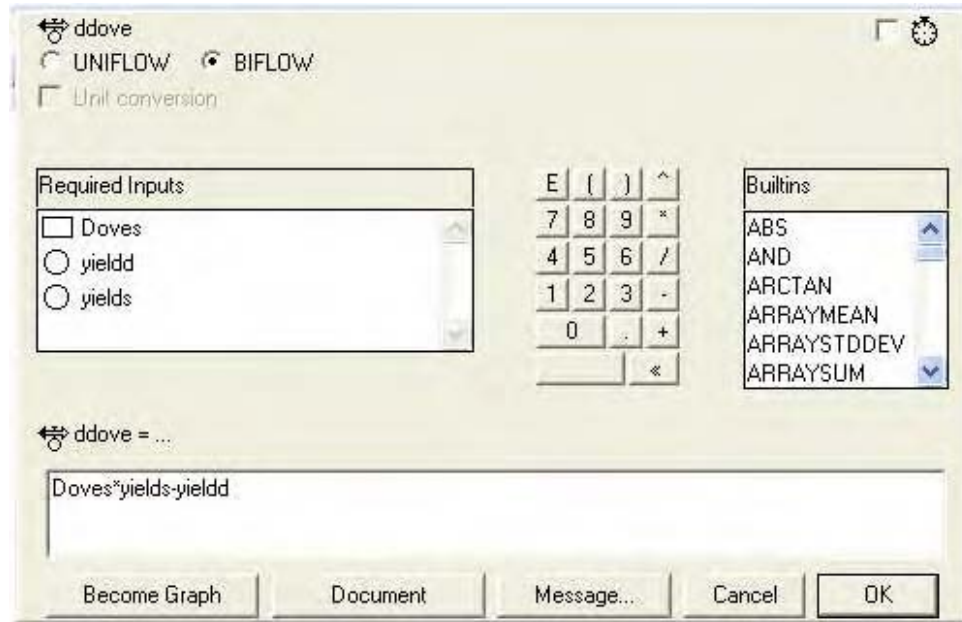 ddove
UNIFLOW BIFLOW
Unit conversion
Required Inputs
Doves
yieldd
yields
E ( ) ^
7 8 9 *
4 5 6 /
1 2 3 -
0 . +
«
Builtins
ABS
AND
ARCTAN
ARRAYMEAN
ARRAYSTDDEV
ARRAYSUM
ddove = ...
Doves*yields-yieldd
Become Graph Document Message... Cancel OK